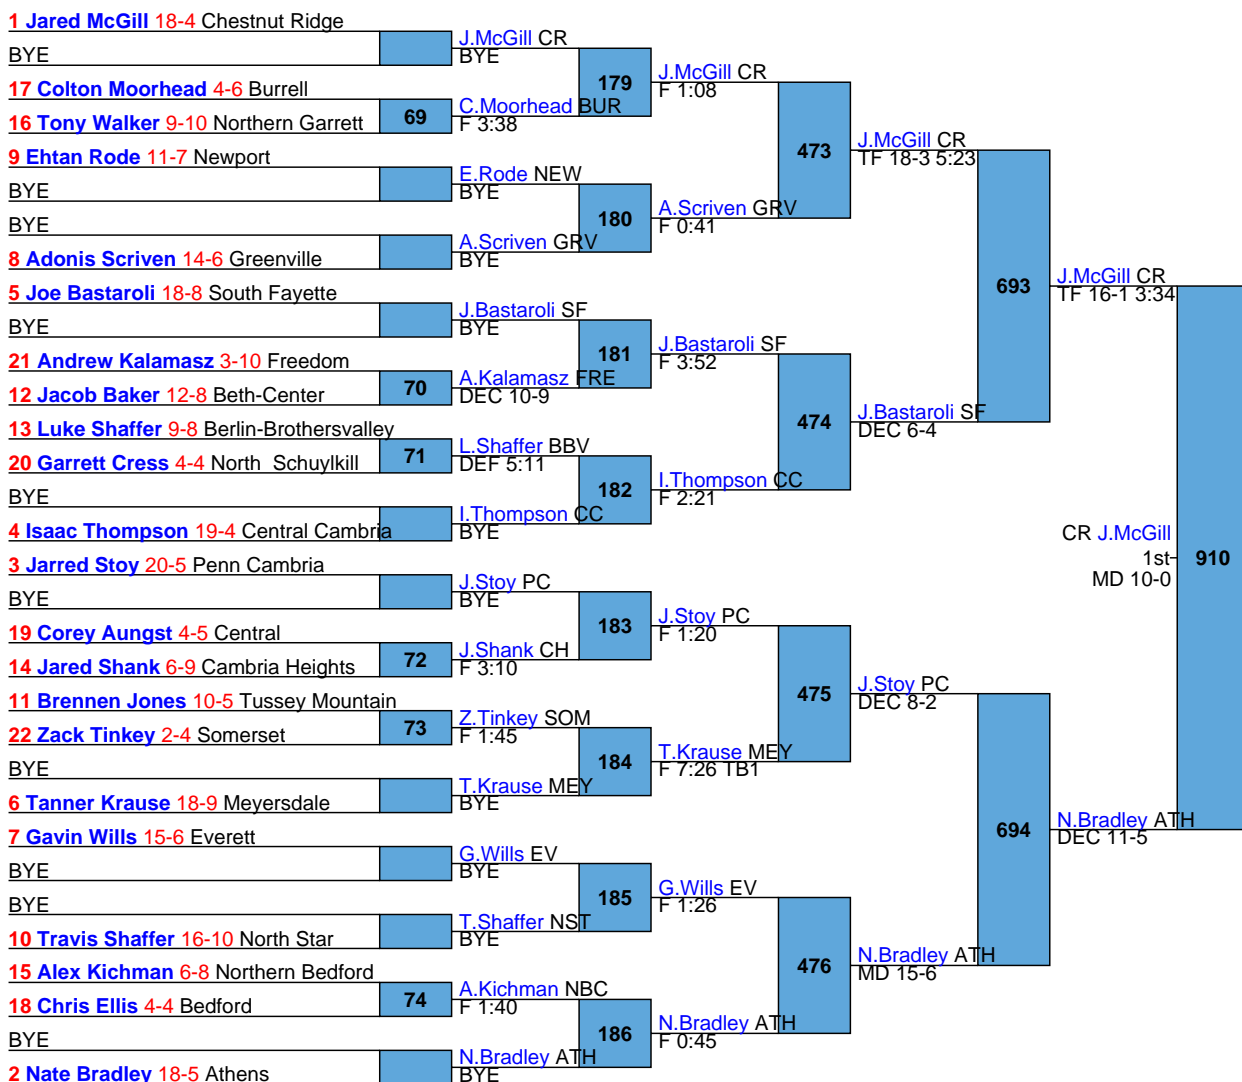 1 Jared McGill 18-4 Chestnut Ridge
BYE
17 Colton Moorhead 4-6 Burrell
16 Tony Walker 9-10 Northern Garrett
9 Ehtan Rode 11-7 Newport
BYE
BYE
8 Adonis Scriven 14-6 Greenville
5 Joe Bastaroli 18-8 South Fayette
BYE
21 Andrew Kalamasz 3-10 Freedom
12 Jacob Baker 12-8 Beth-Center
13 Luke Shaffer 9-8 Berlin-Brothersvalley
20 Garrett Cress 4-4 North Schuylkill
BYE
4 Isaac Thompson 19-4 Central Cambria
3 Jarred Stoy 20-5 Penn Cambria
BYE
19 Corey Aungst 4-5 Central
14 Jared Shank 6-9 Cambria Heights
11 Brennen Jones 10-5 Tussey Mountain
22 Zack Tinkey 2-4 Somerset
BYE
6 Tanner Krause 18-9 Meyersdale
7 Gavin Wills 15-6 Everett
BYE
BYE
10 Travis Shaffer 16-10 North Star
15 Alex Kichman 6-8 Northern Bedford
18 Chris Ellis 4-4 Bedford
BYE
2 Nate Bradley 18-5 Athens
69
70
71
72
73
74
J.McGill CR
BYE
C.Moorhead BUR
F 3:38
E.Rode NEW
BYE
A.Scriven GRV
BYE
J.Bastaroli SF
BYE
A.Kalamasz FRE
DEC 10-9
L.Shaffer BBV
DEF 5:11
I.Thompson CC
BYE
J.Stoy PC
BYE
J.Shank CH
F 3:10
Z.Tinkey SOM
F 1:45
T.Krause MEY
BYE
G.Wills EV
BYE
T.Shaffer NST
BYE
A.Kichman NBC
F 1:40
N.Bradley ATH
BYE
179
180
181
182
183
184
185
186
J.McGill CR
F 1:08
A.Scriven GRV
F 0:41
J.Bastaroli SF
F 3:52
I.Thompson CC
F 2:21
J.Stoy PC
F 1:20
T.Krause MEY
F 7:26 TB1
G.Wills EV
F 1:26
N.Bradley ATH
F 0:45
473
474
475
476
J.McGill CR
TF 18-3 5:23
J.Bastaroli SF
DEC 6-4
J.Stoy PC
DEC 8-2
N.Bradley ATH
MD 15-6
693
694
J.McGill CR
TF 16-1 3:34
N.Bradley ATH
DEC 11-5
CR J.McGill
1st
MD 10-0
910